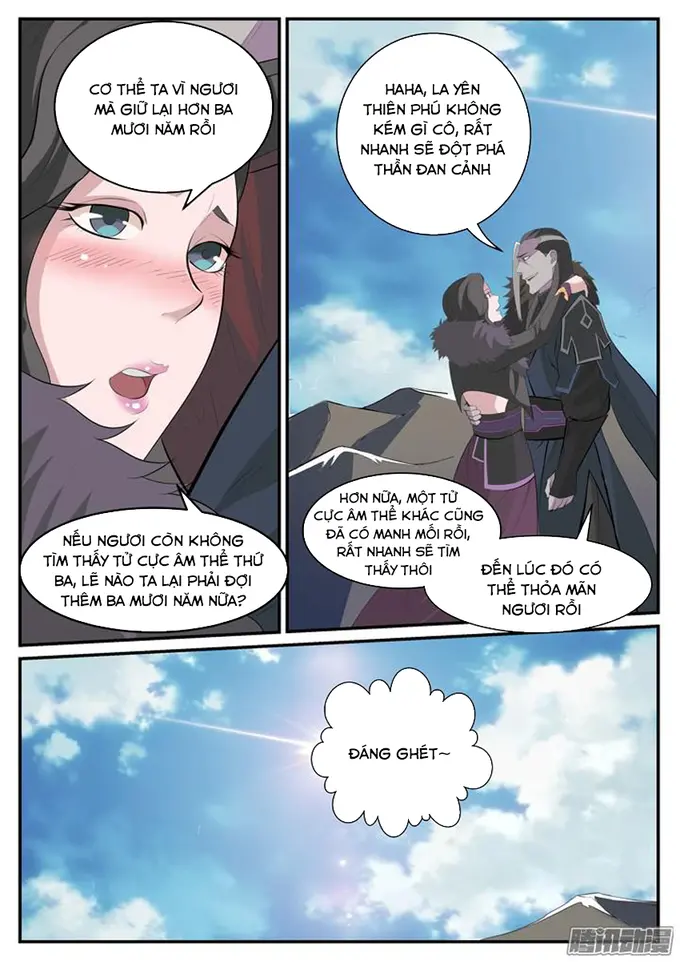 CƠ THỂ TA VÌ NGƯƠI
MÀ GIỮ LẠI HƠN BA
MƯƠI NĂM RỒI
HAHA, LA YÊN
THIÊN PHÚ KHÔNG
KÉM GÌ CÔ, RẤT
NHANH SẼ ĐỘT PHÁ
THẦN ĐAN CẢNH
NẾU NGƯƠI CÒN KHÔNG
TÌM THẤY TỬ CỰC ÂM THỂ THỨ
BA, LẼ NÀO TA LẠI PHẢI ĐỢI
THÊM BA MƯƠI NĂM NỮA?
HƠN NỮA, MỘT TỬ
CỰC ÂM THỂ KHÁC CŨNG
ĐÃ CÓ MANH MỐI RỒI,
RẤT NHANH SẼ TÌM
THẤY THÔI
ĐẾN LÚC ĐÓ CÓ
THỂ THỎA MÃN
NGƯƠI RỒI
ĐÁNG GHÉT~
腾讯动漫